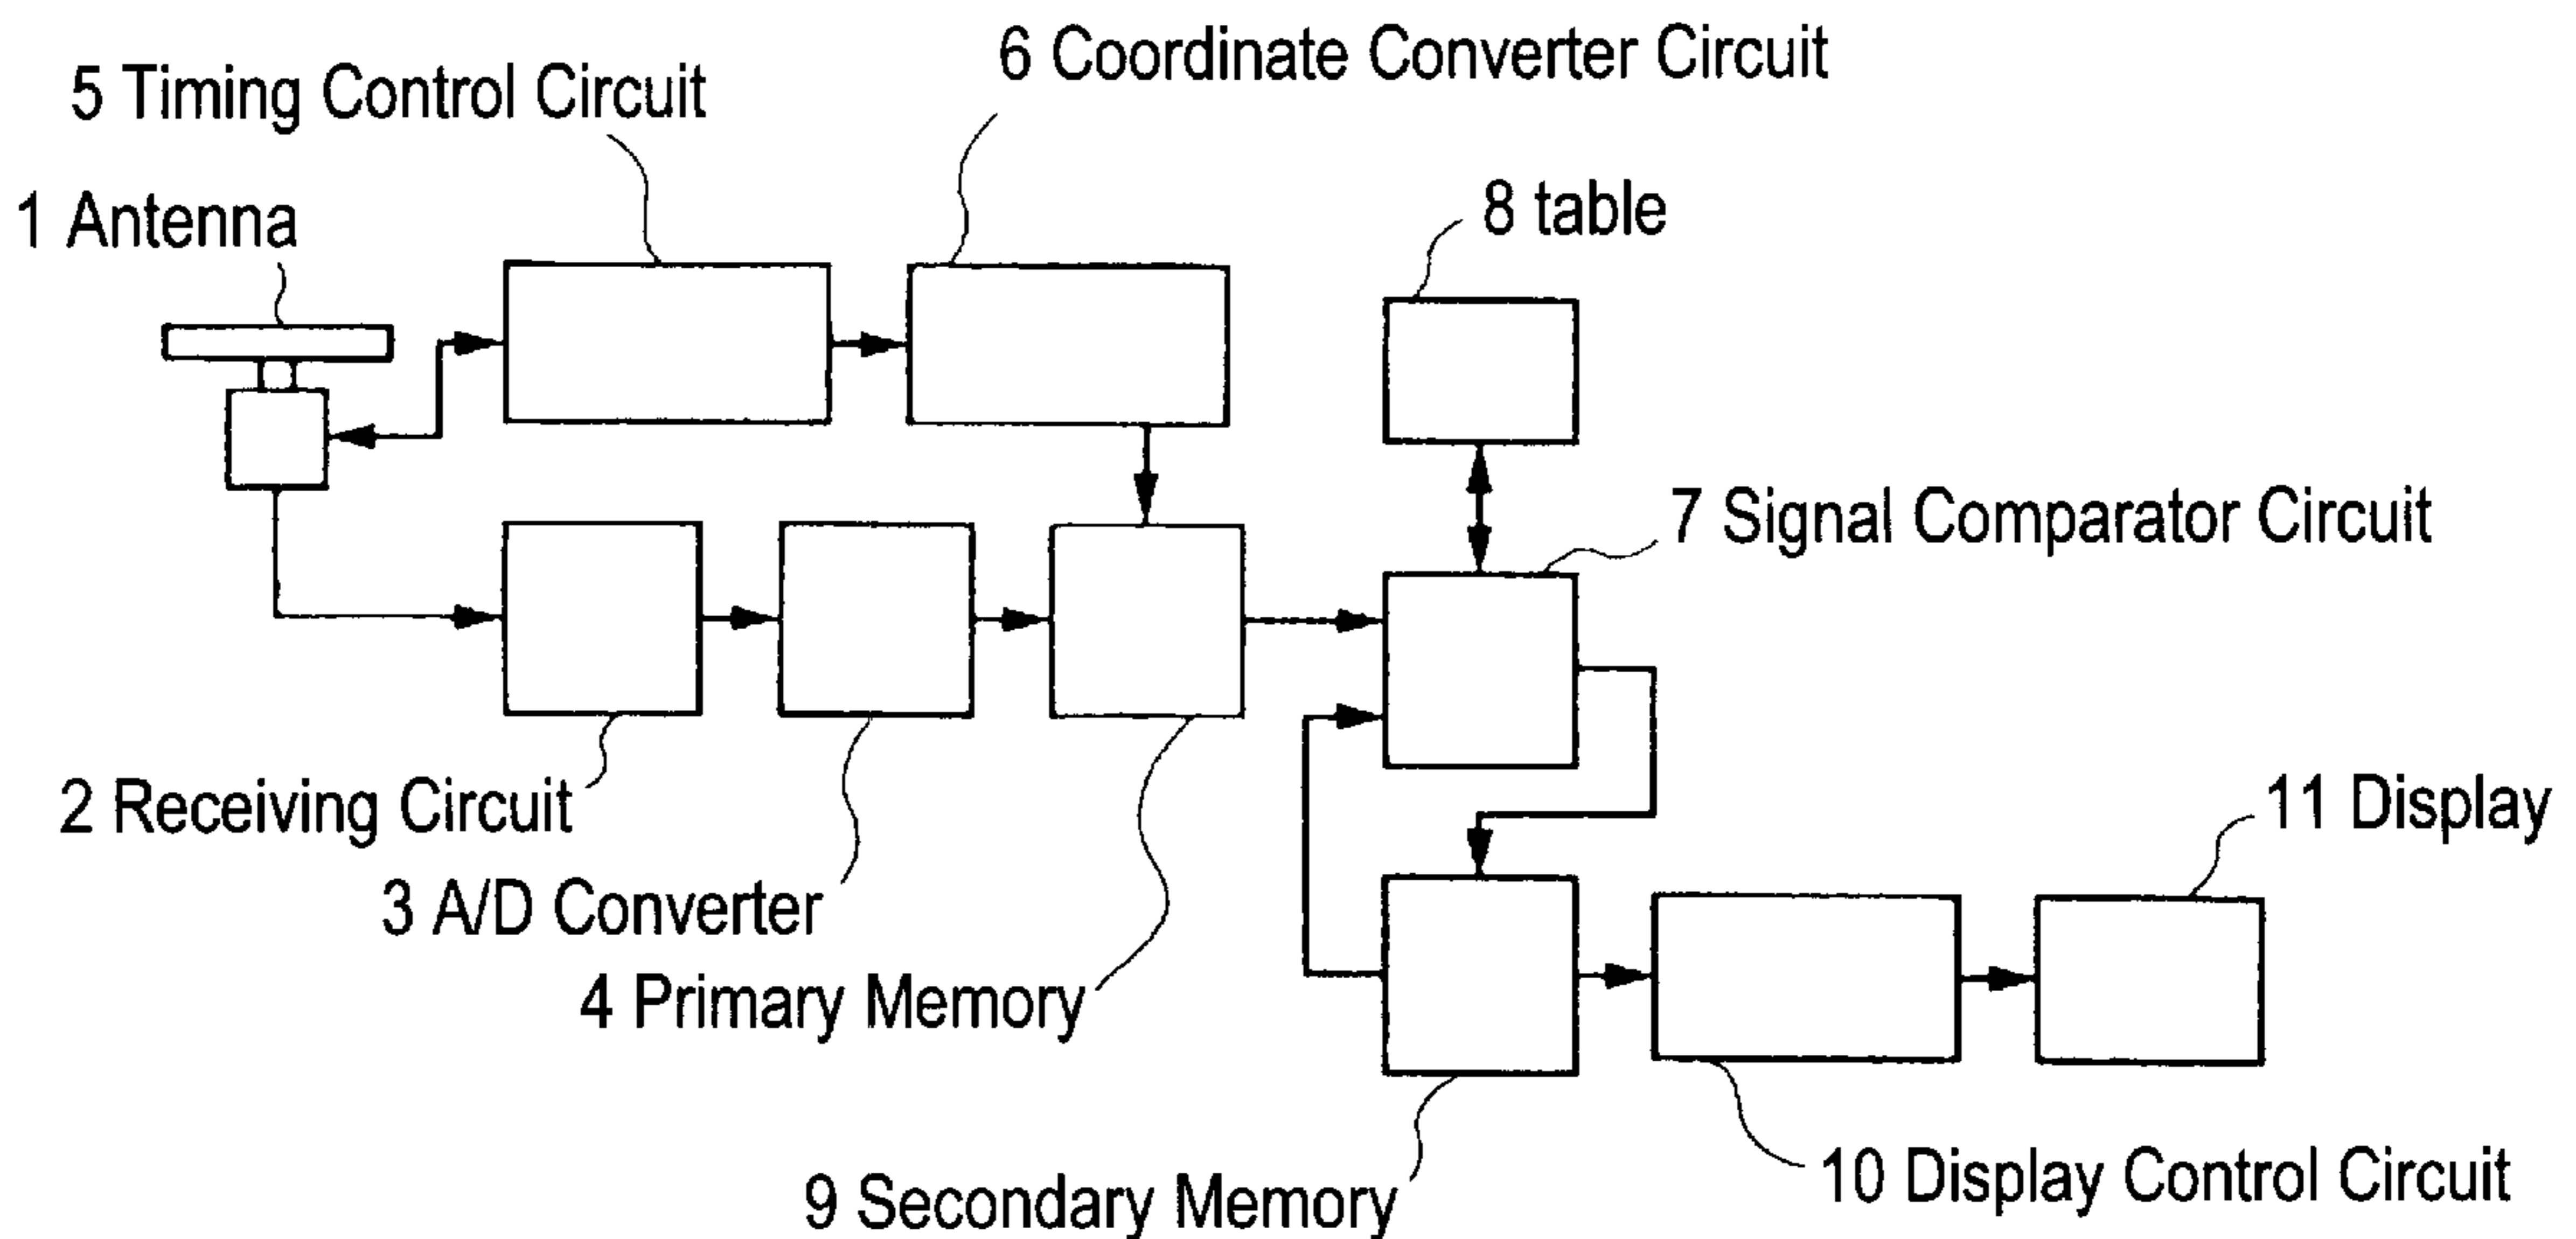 6 Coordinate Converter Circuit
5 Timing Control Circuit
1 Antenna
8 table
7 Signal Comparator Circuit
2 Receiving Circuit
11 Display
3 A/D Converter
4 Primary Memory
10 Display Control Circuit
9 Secondary Memory